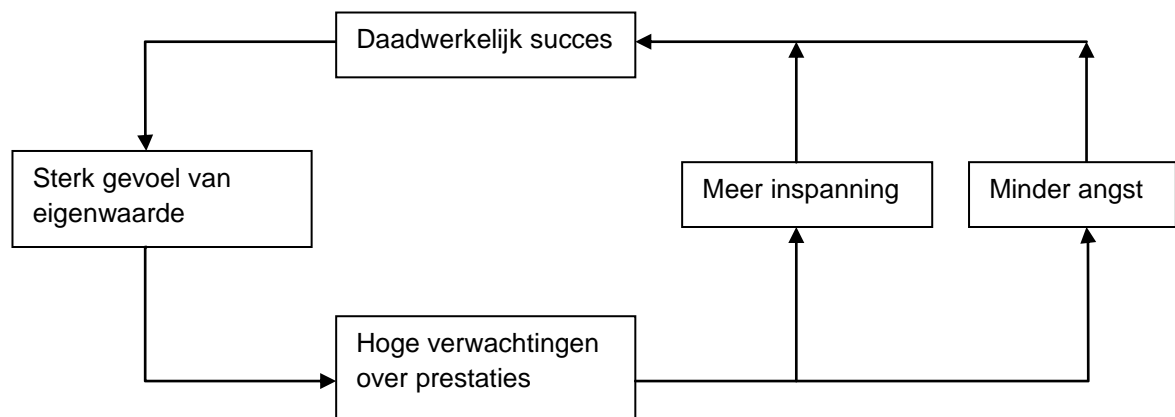 Daadwerkelijk succes
Sterk gevoel van
eigenwaarde
Meer inspanning
Minder angst
Hoge verwachtingen
over prestaties